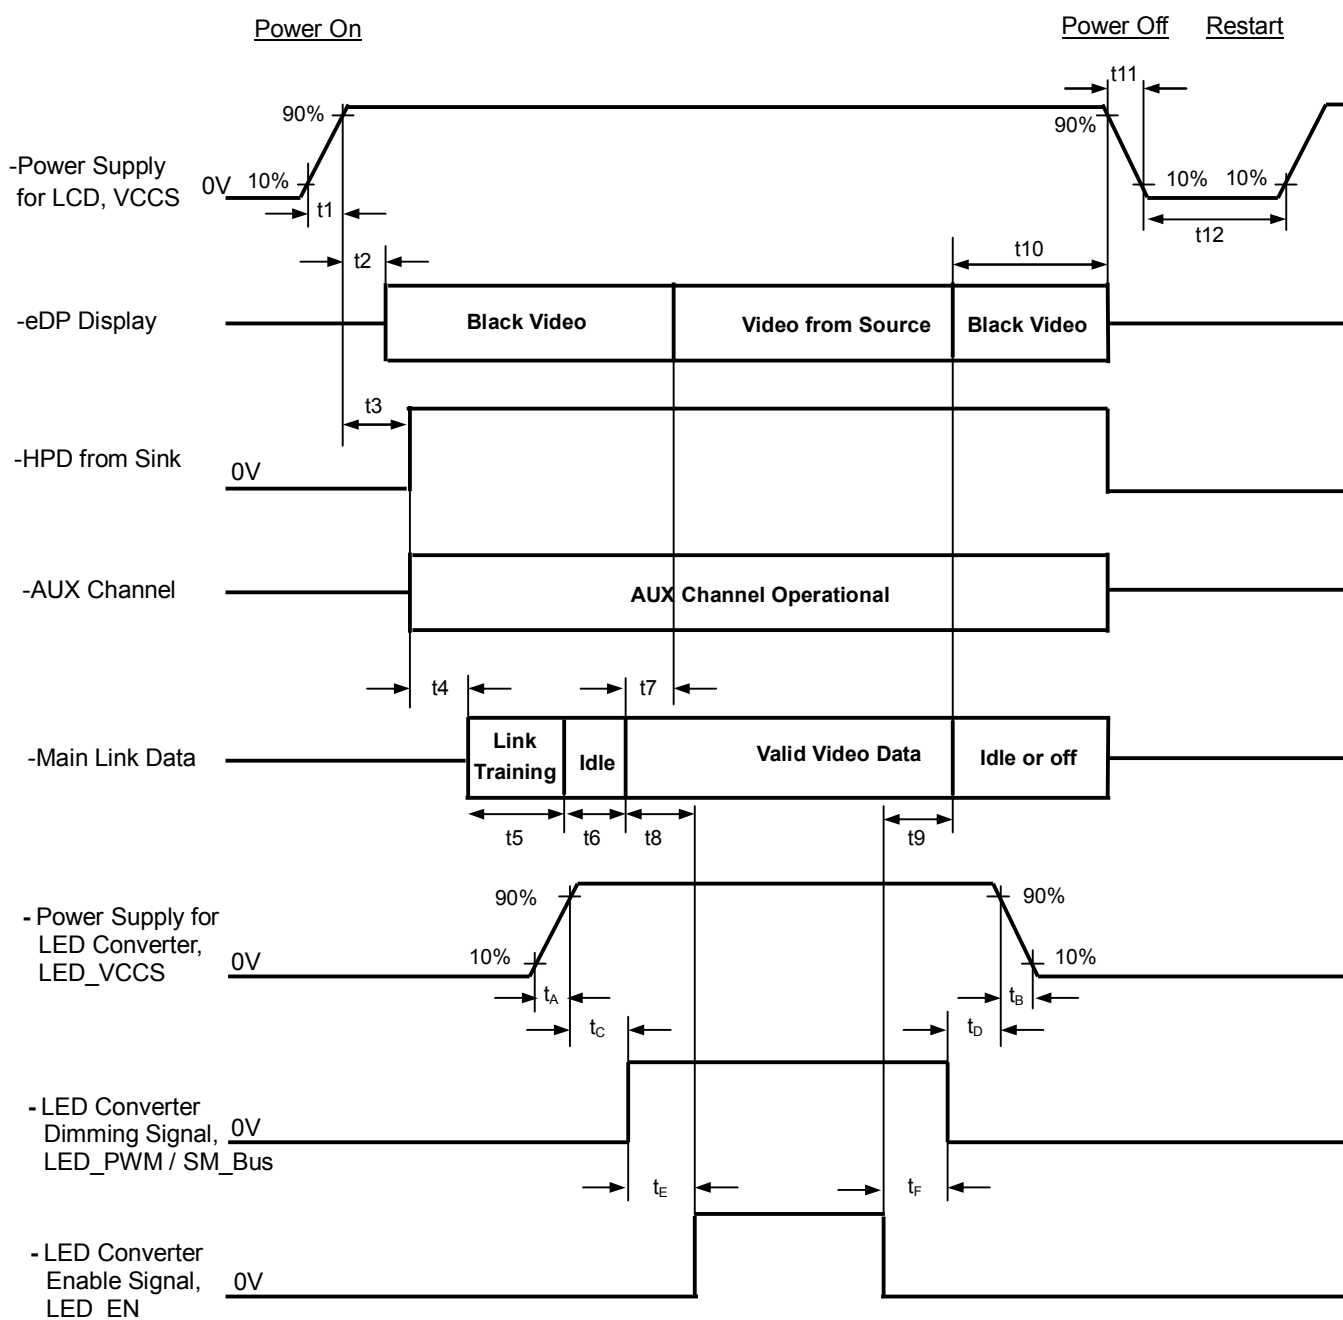 Power On
Power Off
Restart
t11
90%
90%
-Power Supply
for LCD, VCCS
0V
10%
10%
10%
t1
t12
t2
t10
-eDP Display
Black Video
Video from Source
Black Video
t3
-HPD from Sink
0V
-AUX Channel
AUX Channel Operational
t4
t7
-Main Link Data
Link
Training
Idle
Valid Video Data
Idle or off
t5
t6
t8
t9
90%
90%
- Power Supply for
LED Converter,
LED_VCCS
0V
10%
10%
tA
tB
tC
tD
- LED Converter
Dimming Signal,
LED_PWM / SM_Bus
0V
tE
tF
- LED Converter
Enable Signal,
LED_EN
0V